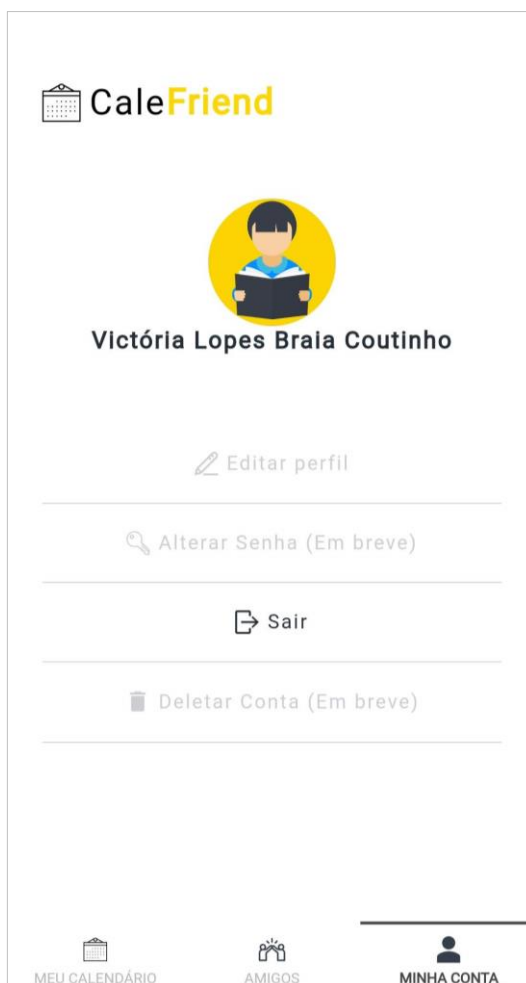 CaleFriend
Victória Lopes Braia Coutinho
Editar perfil
Alterar Senha (Em breve)
Sair
Deletar Conta (Em breve)
MEU CALENDÁRIO
AMIGOS
MINHA CONTA